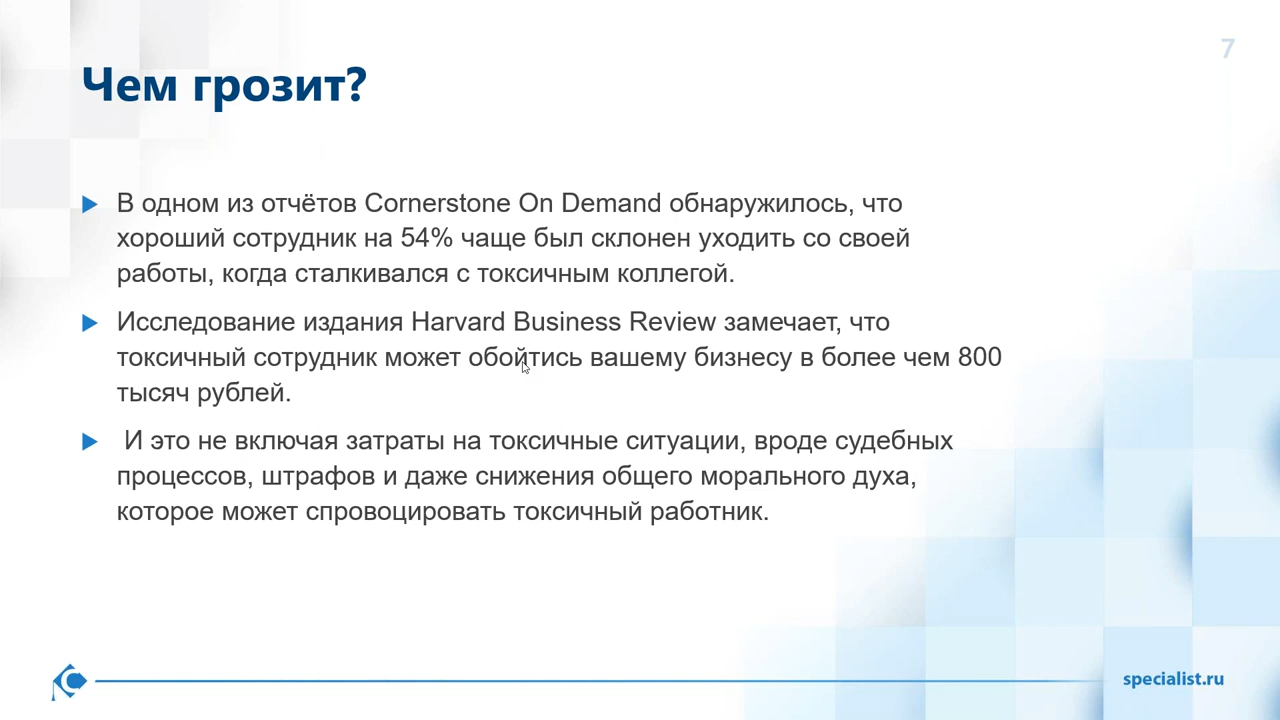 7
Чем грозит?
В одном из отчётов Cornerstone On Demand обнаружилось, что
хороший сотрудник на 54% чаще был склонен уходить со своей
работы, когда сталкивался с токсичным коллегой.
Исследование издания Harvard Business Review замечает, что
токсичный сотрудник может обойтись вашему бизнесу в более чем 800
тысяч рублей.
И это не включая затраты на токсичные ситуации, вроде судебных
процессов, штрафов и даже снижения общего морального духа,
которое может спровоцировать токсичный работник.
specialist.ru